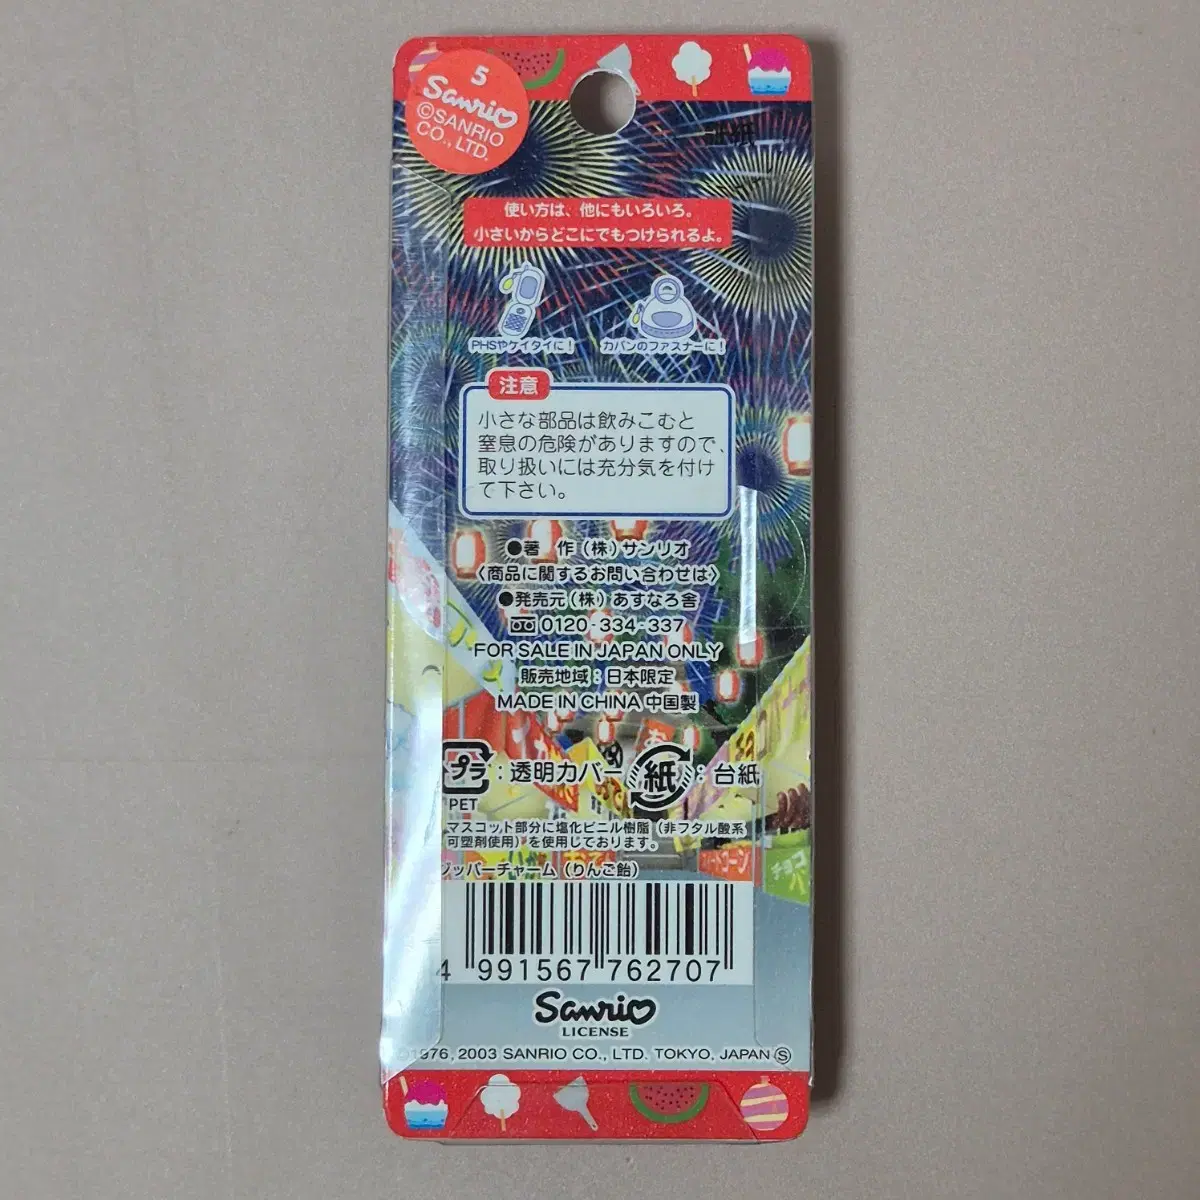 5
Sanrio
©SANRIO
CO., LTD.
使い方は、他にもいろいろ。
小さいからどこにでもつけられるよ。
PHSやケイタイに！
カバンのファスナーに！
注意
小さな部品は飲みこむと
窒息の危険がありますので、
取り扱いには充分気を付け
て下さい。
●著 作（株）サンリオ
〈商品に関するお問い合わせは〉
●発売元（株）あすなろ舎
0120-334-337
FOR SALE IN JAPAN ONLY
販売地域：日本限定
MADE IN CHINA 中国製
プラ：透明カバー 紙：台紙
PET
マスコット部分に塩化ビニル樹脂（非フタル酸系
可塑剤使用）を使用しております。
ジッパーチャーム（りんご飴）
4 991567 762707
Sanrio
LICENSE
©1976, 2003 SANRIO CO., LTD. TOKYO, JAPAN Ⓢ